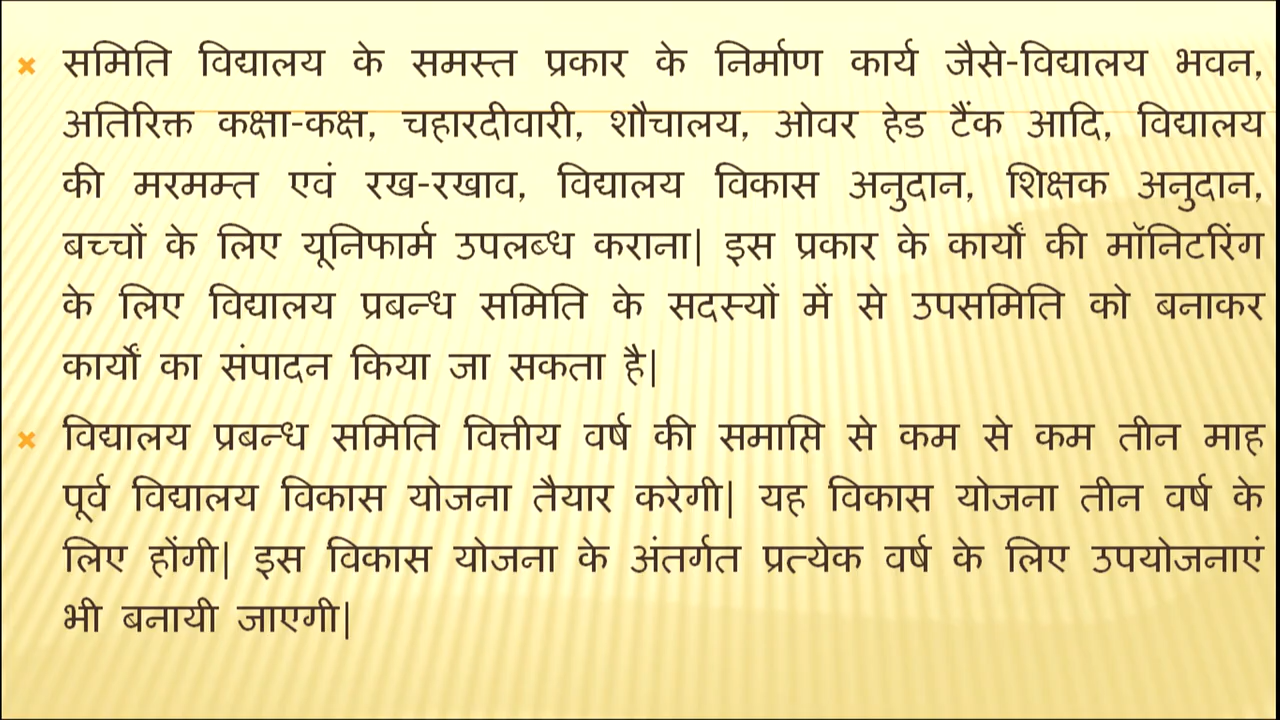 समिति विद्यालय के समस्त प्रकार के निर्माण कार्य जैसे-विद्यालय भवन,
अतिरिक्त कक्षा-कक्ष, चहारदीवारी, शौचालय, ओवर हेड टैंक आदि, विद्यालय
की मरमम्त एवं रख-रखाव, विद्यालय विकास अनुदान, शिक्षक अनुदान,
बच्चों के लिए यूनिफार्म उपलब्ध कराना| इस प्रकार के कार्यों की मॉनिटरिंग
के लिए विद्यालय प्रबन्ध समिति के सदस्यों में से उपसमिति को बनाकर
कार्यों का संपादन किया जा सकता है|
विद्यालय प्रबन्ध समिति वित्तीय वर्ष की समाप्ति से कम से कम तीन माह
पूर्व विद्यालय विकास योजना तैयार करेगी| यह विकास योजना तीन वर्ष के
लिए होंगी| इस विकास योजना के अंतर्गत प्रत्येक वर्ष के लिए उपयोजनाएं
भी बनायी जाएगी|